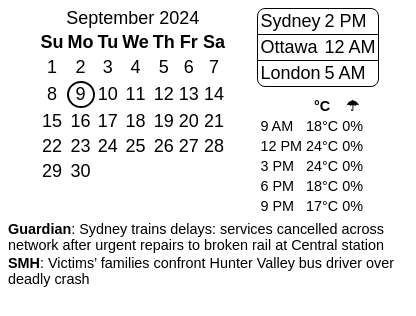 September 2024
Su Mo Tu We Th Fr Sa
1 2 3 4 5 6 7
8 9 10 11 12 13 14
15 16 17 18 19 20 21
22 23 24 25 26 27 28
29 30
Sydney 2 PM
Ottawa 12 AM
London 5 AM
°C ☂
9 AM 18°C 0%
12 PM 24°C 0%
3 PM 24°C 0%
6 PM 18°C 0%
9 PM 17°C 0%
Guardian: Sydney trains delays: services cancelled across
network after urgent repairs to broken rail at Central station
SMH: Victims’ families confront Hunter Valley bus driver over
deadly crash